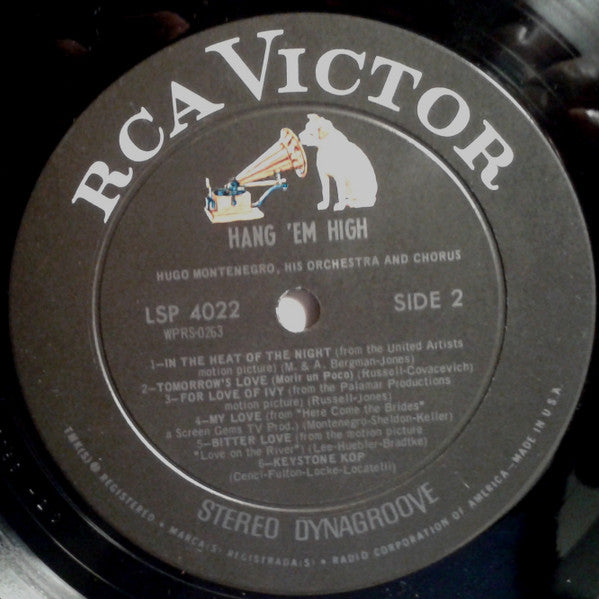 RCA VICTOR
HANG 'EM HIGH
HUGO MONTENEGRO, HIS ORCHESTRA AND CHORUS
LSP 4022 SIDE 2
WPRS-0263
1—IN THE HEAT OF THE NIGHT (from the United Artists
motion picture) (M. & A. Bergman-Jones)
2—TOMORROW'S LOVE (Morir un Poco) (Russell-Covacevich)
3—FOR LOVE OF IVY (from the Palamar Productions
motion picture) (Russell-Jones)
4—MY LOVE (from "Here Come the Brides"
a Screen Gems TV Prod.) (Montenegro-Sheldon-Keller)
5—BITTER LOVE (from the motion picture
"Love on the River") (Lee-Huebler-Bradtke)
6—KEYSTONE KOP
(Cenci-Fulton-Locke-Locatelli)
STEREO DYNAGROOVE
TMK(S) ® REGISTERED • MARCA(S) REGISTRADA(S) • RADIO CORPORATION OF AMERICA—MADE IN U.S.A.